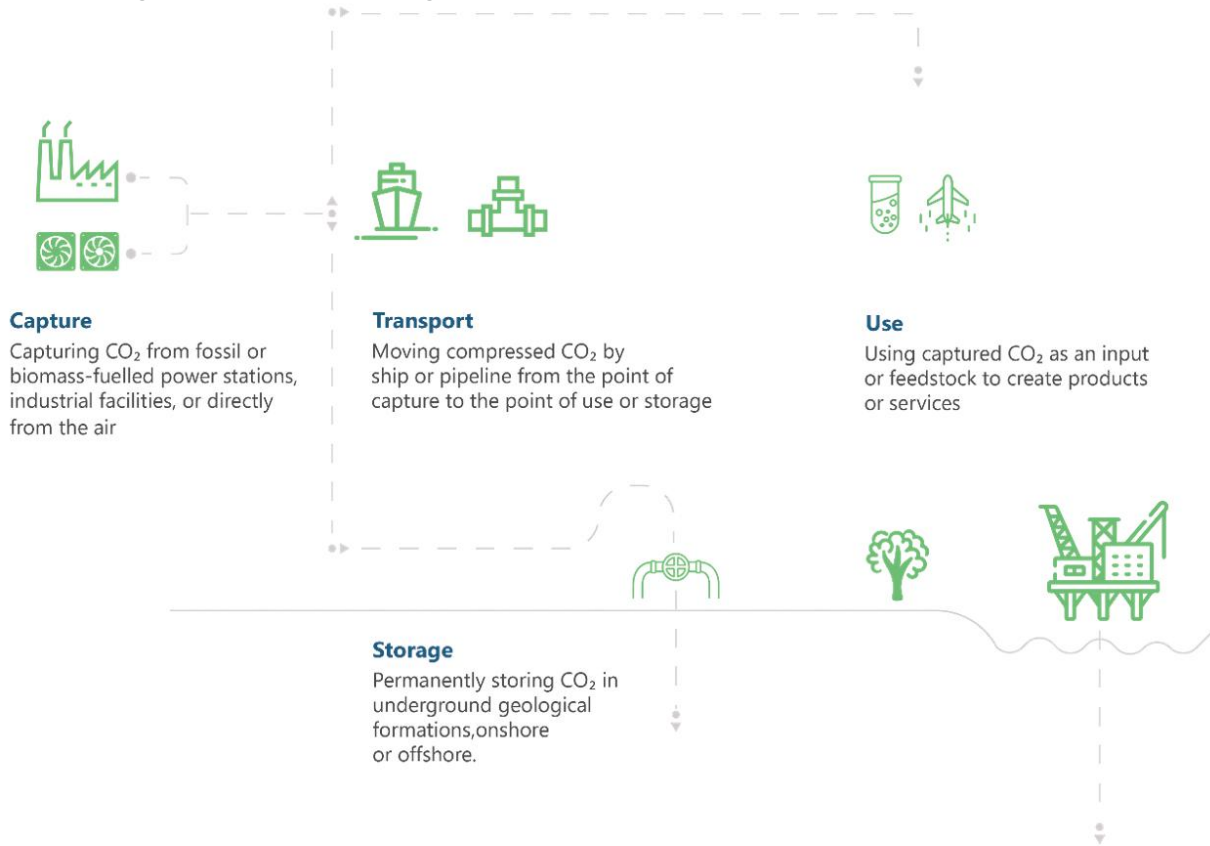 Capture
Capturing CO₂ from fossil or
biomass-fuelled power stations,
industrial facilities, or directly
from the air
Transport
Moving compressed CO₂ by
ship or pipeline from the point of
capture to the point of use or storage
Use
Using captured CO₂ as an input
or feedstock to create products
or services
Storage
Permanently storing CO₂ in
underground geological
formations,onshore
or offshore.